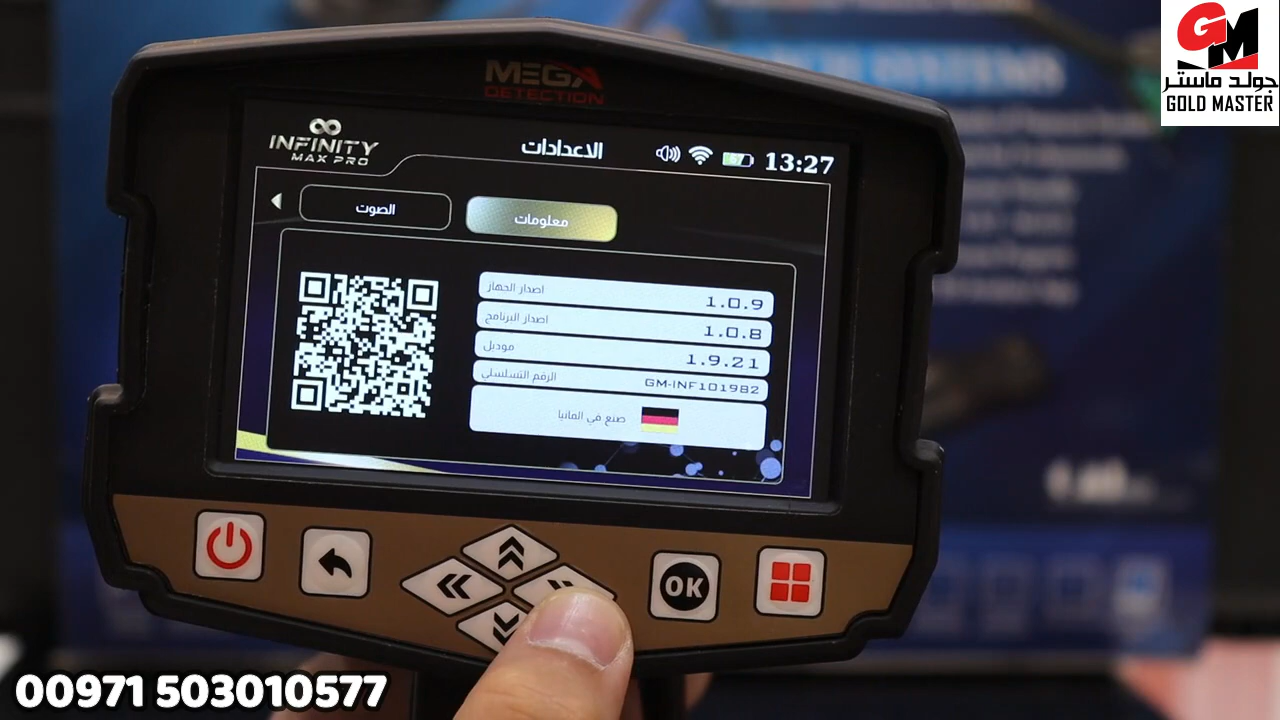 GM
جولد ماستر
GOLD MASTER
MEGA
DETECTION
INFINITY
MAX PRO
الاعدادات
67
13:27
الصوت
معلومات
اصدار الجهاز
1.0.9
اصدار البرنامج
1.0.8
موديل
1.9.21
الرقم التسلسلي
GM-INF101982
صنع في المانيا
OK
00971 503010577